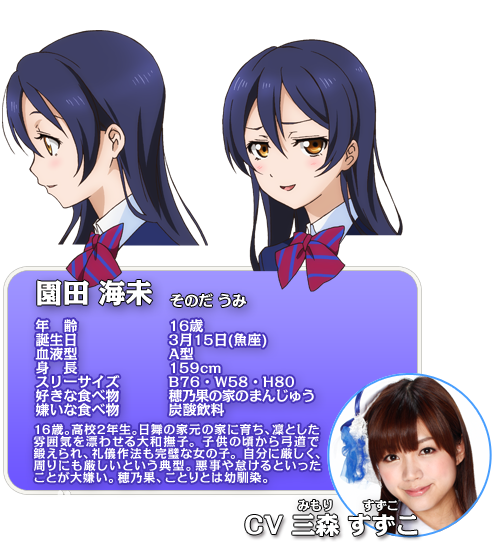 園田 海未　そのだ うみ
年　齢　16歳
誕生日　3月15日(魚座)
血液型　A型
身　長　159cm
スリーサイズ　B76・W58・H80
好きな食べ物　穂乃果の家のまんじゅう
嫌いな食べ物　炭酸飲料
16歳。高校2年生。日舞の家元の家に育ち、凛とした
雰囲気を漂わせる大和撫子。子供の頃から弓道で
鍛えられ、礼儀作法も完璧な女の子。自分に厳しく、
周りにも厳しいという典型。悪事や怠けるといった
ことが大嫌い。穂乃果、ことりとは幼馴染。
みもり　すずこ
CV 三森 すずこ